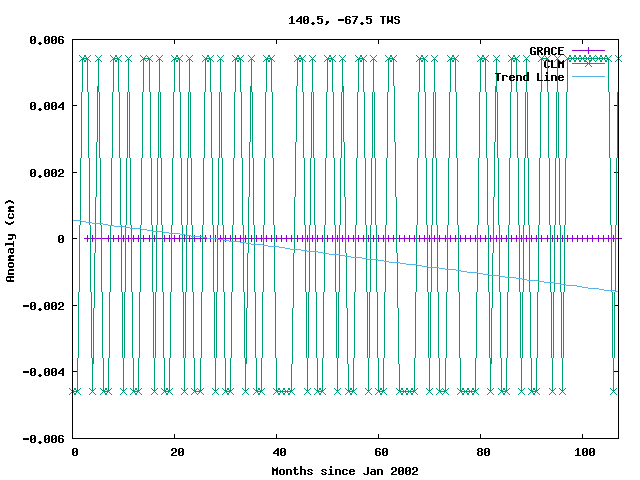 140.5, -67.5 TWS
GRACE
CLM
Trend Line
0.006
0.004
0.002
0
-0.002
-0.004
-0.006
Anomaly (cm)
0 20 40 60 80 100
Months since Jan 2002